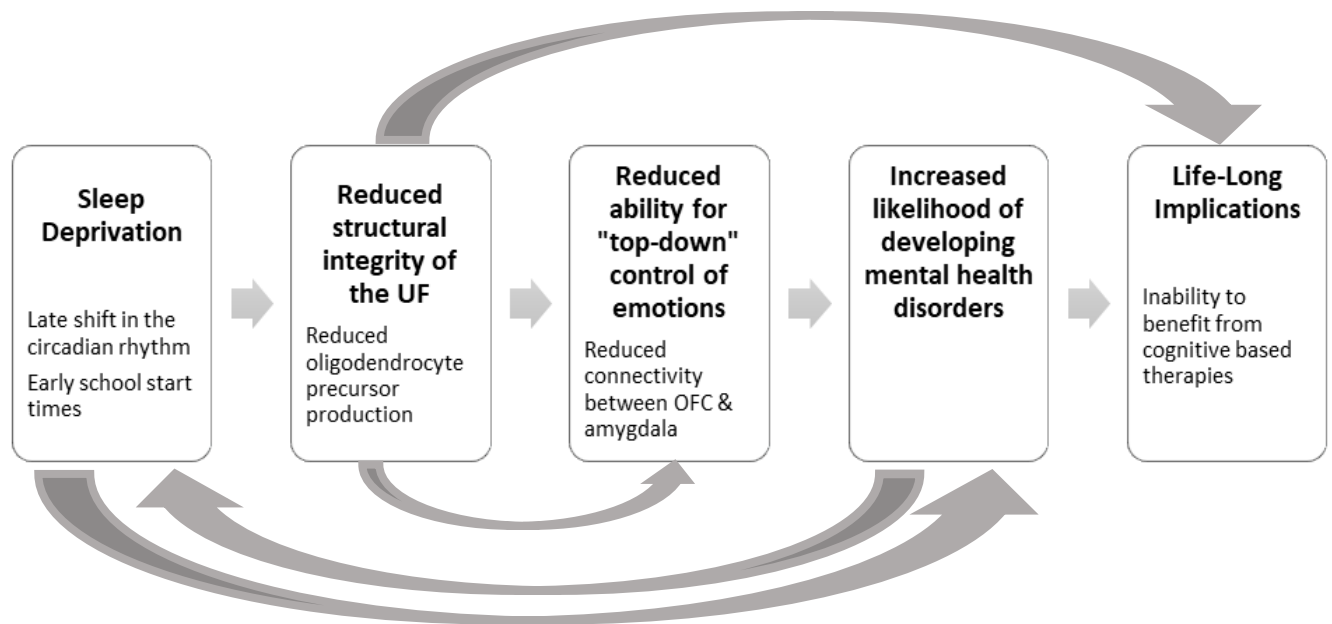 Sleep
Deprivation
Late shift in the
circadian rhythm
Early school start
times
Reduced
structural
integrity of
the UF
Reduced
oligodendrocyte
precursor
production
Reduced
ability for
"top-down"
control of
emotions
Reduced
connectivity
between OFC &
amygdala
Increased
likelihood of
developing
mental health
disorders
Life-Long
Implications
Inability to
benefit from
cognitive based
therapies